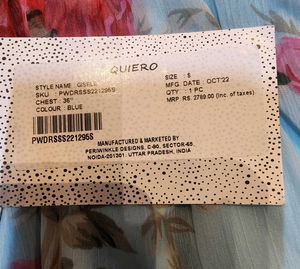 QUIERO
STYLE NAME : GISELE
SKU : PWDRSSS221295S
CHEST : 36"
COLOUR : BLUE
SIZE : S
MFG. DATE : OCT'22
QTY : 1 PC
MRP RS. 2789.00 (inc. of taxes)
PWDRSSS221295S
MANUFACTURED & MARKETED BY
PERIWINKLE DESIGNS, C-90, SECTOR-65,
NOIDA-201301, UTTAR PRADESH, INDIA